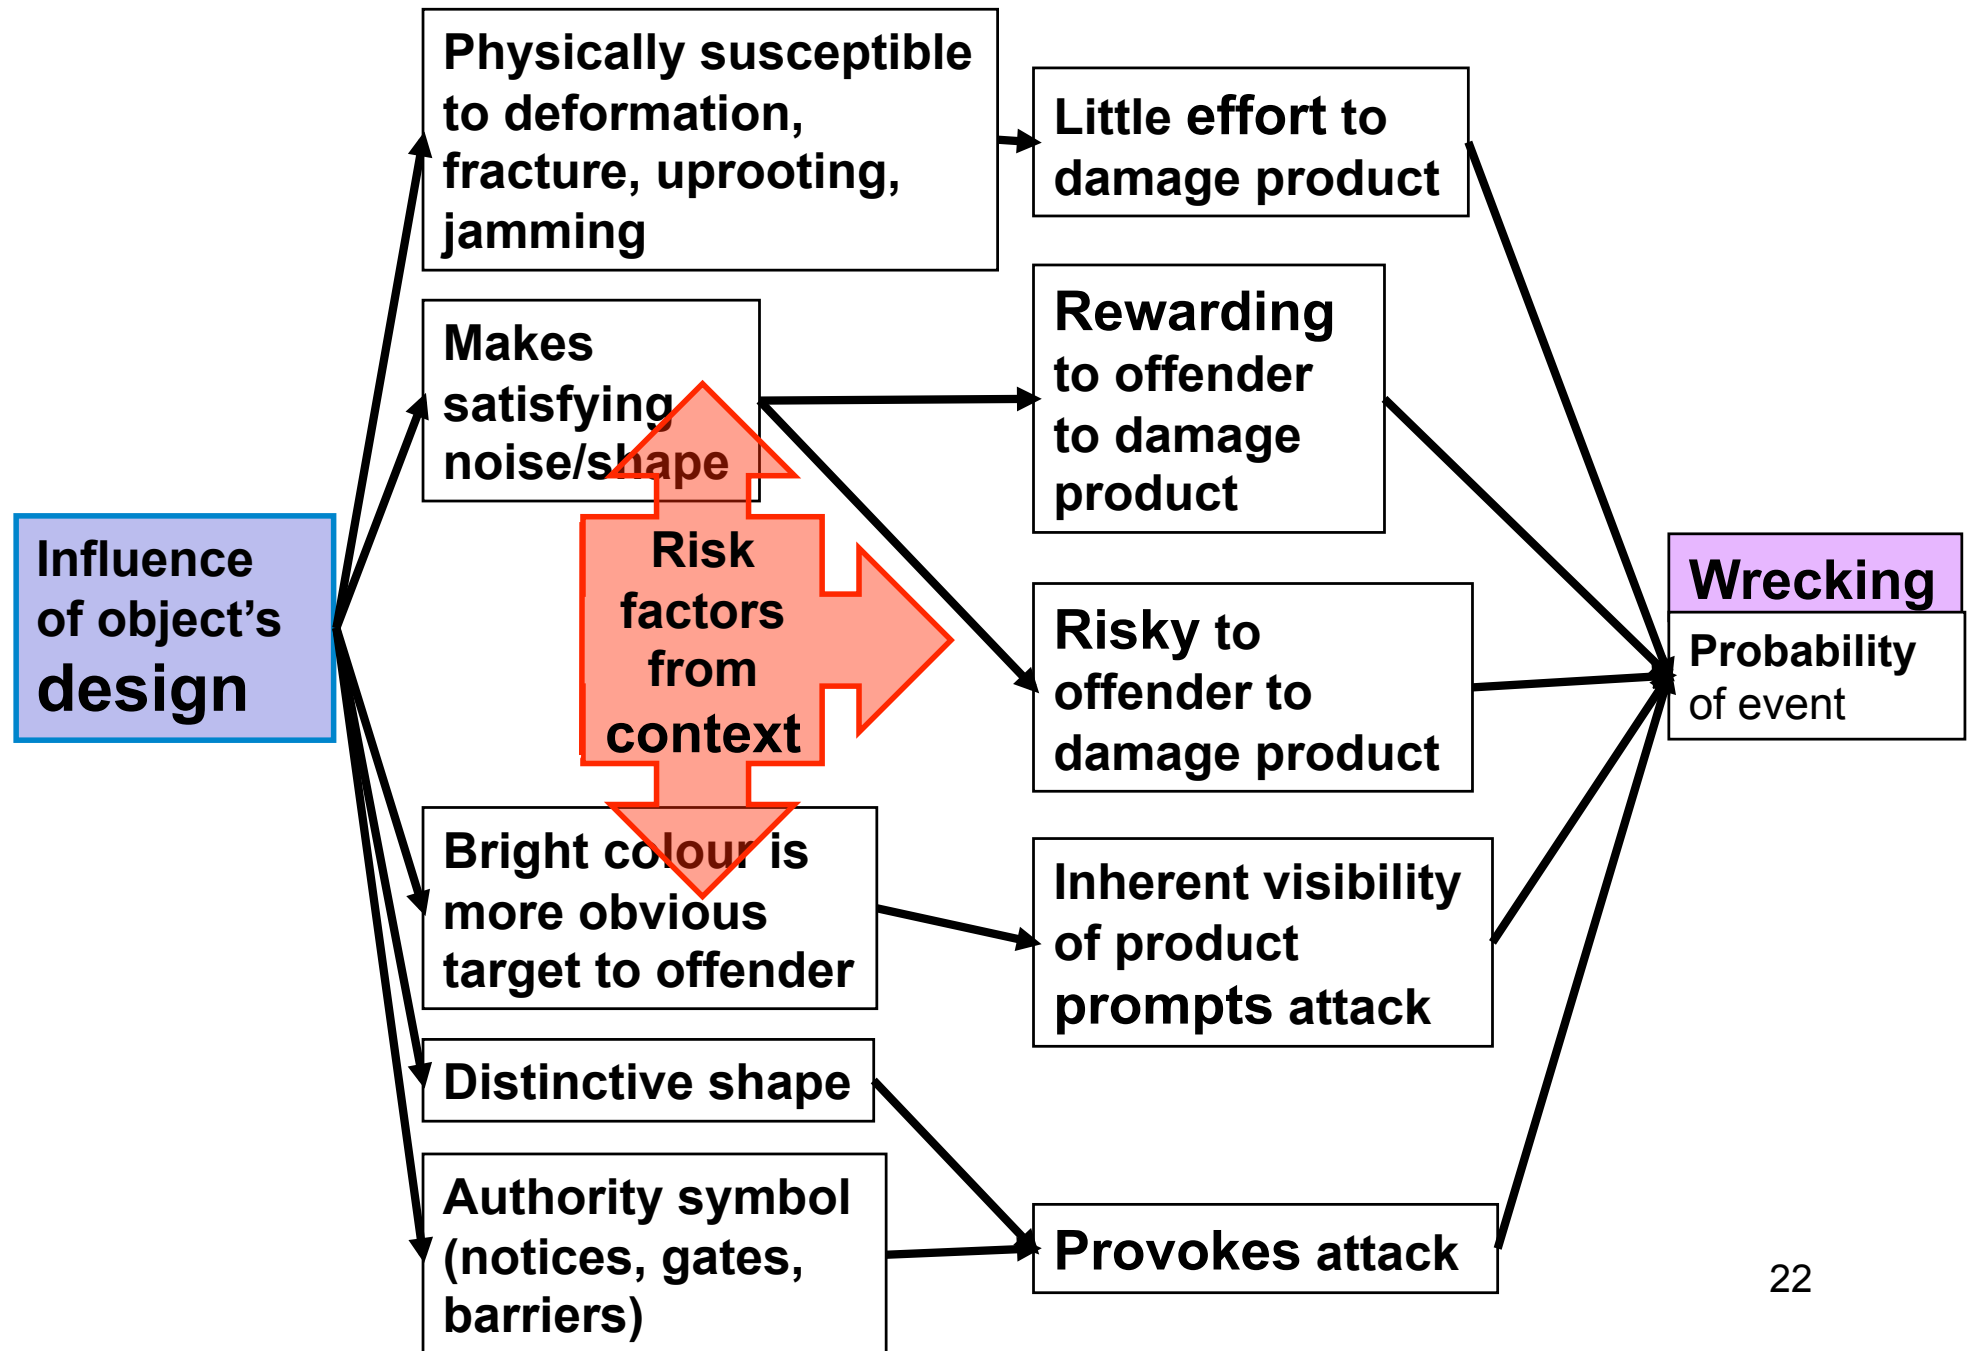 Physically susceptible
to deformation,
fracture, uprooting,
jamming
Little effort to
damage product
Makes
satisfying
noise/shape
Rewarding
to offender
to damage
product
Influence
of object’s
design
Risk
factors
from
context
Risky to
offender to
damage product
Wrecking
Probability
of event
Bright colour is
more obvious
target to offender
Inherent visibility
of product
prompts attack
Distinctive shape
Authority symbol
(notices, gates,
barriers)
Provokes attack
22